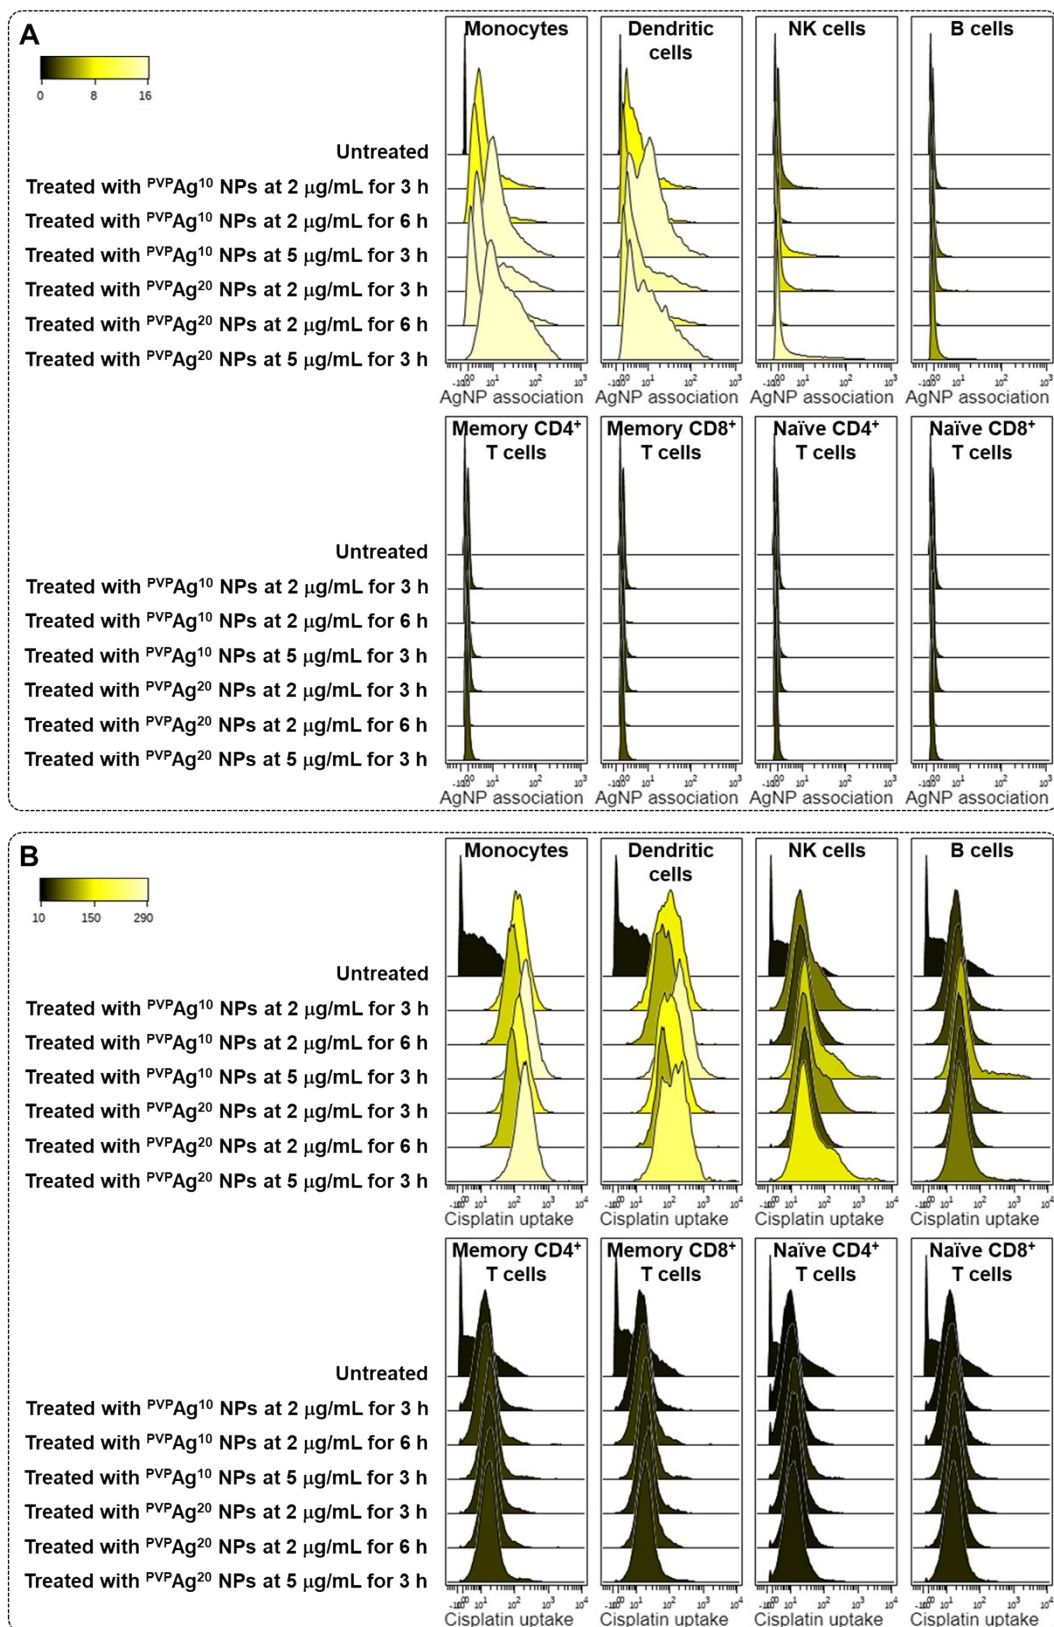 A
Monocytes Dendritic cells NK cells B cells
0 8 16
Untreated
Treated with PVPAg10 NPs at 2 μg/mL for 3 h
Treated with PVPAg10 NPs at 2 μg/mL for 6 h
Treated with PVPAg10 NPs at 5 μg/mL for 3 h
Treated with PVPAg20 NPs at 2 μg/mL for 3 h
Treated with PVPAg20 NPs at 2 μg/mL for 6 h
Treated with PVPAg20 NPs at 5 μg/mL for 3 h
AgNP association AgNP association AgNP association AgNP association
Memory CD4+ T cells Memory CD8+ T cells Naïve CD4+ T cells Naïve CD8+ T cells
Untreated
Treated with PVPAg10 NPs at 2 μg/mL for 3 h
Treated with PVPAg10 NPs at 2 μg/mL for 6 h
Treated with PVPAg10 NPs at 5 μg/mL for 3 h
Treated with PVPAg20 NPs at 2 μg/mL for 3 h
Treated with PVPAg20 NPs at 2 μg/mL for 6 h
Treated with PVPAg20 NPs at 5 μg/mL for 3 h
AgNP association AgNP association AgNP association AgNP association
B
Monocytes Dendritic cells NK cells B cells
10 150 290
Untreated
Treated with PVPAg10 NPs at 2 μg/mL for 3 h
Treated with PVPAg10 NPs at 2 μg/mL for 6 h
Treated with PVPAg10 NPs at 5 μg/mL for 3 h
Treated with PVPAg20 NPs at 2 μg/mL for 3 h
Treated with PVPAg20 NPs at 2 μg/mL for 6 h
Treated with PVPAg20 NPs at 5 μg/mL for 3 h
Cisplatin uptake Cisplatin uptake Cisplatin uptake Cisplatin uptake
Memory CD4+ T cells Memory CD8+ T cells Naïve CD4+ T cells Naïve CD8+ T cells
Untreated
Treated with PVPAg10 NPs at 2 μg/mL for 3 h
Treated with PVPAg10 NPs at 2 μg/mL for 6 h
Treated with PVPAg10 NPs at 5 μg/mL for 3 h
Treated with PVPAg20 NPs at 2 μg/mL for 3 h
Treated with PVPAg20 NPs at 2 μg/mL for 6 h
Treated with PVPAg20 NPs at 5 μg/mL for 3 h
Cisplatin uptake Cisplatin uptake Cisplatin uptake Cisplatin uptake